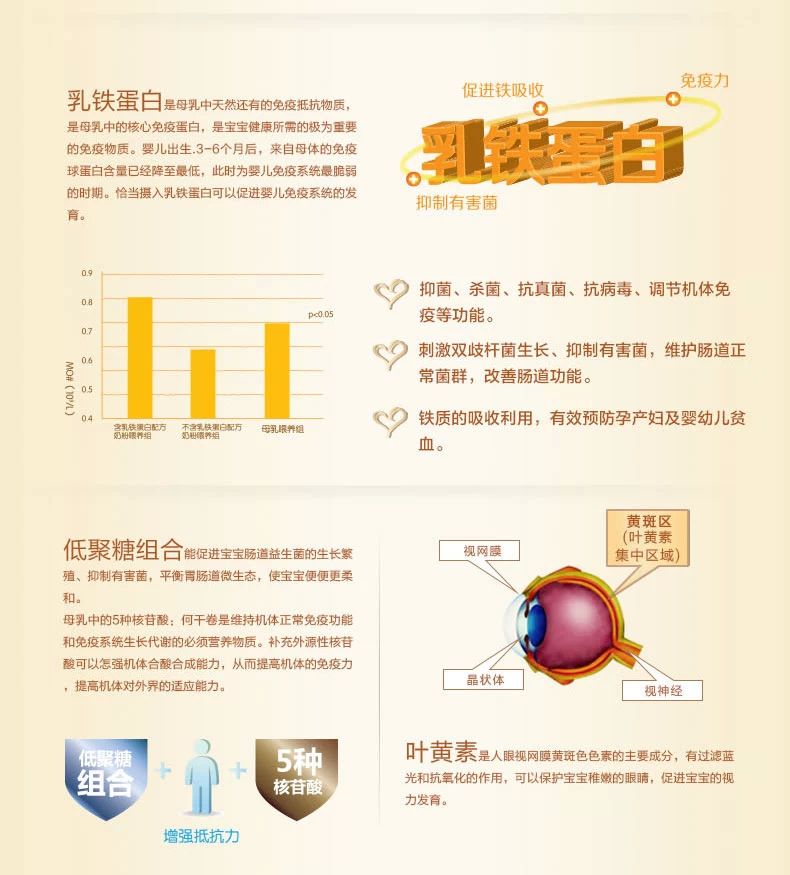 乳铁蛋白是母乳中天然还有的免疫抵抗物质，
是母乳中的核心免疫蛋白，是宝宝健康所需的极为重要
的免疫物质。婴儿出生.3-6个月后，来自母体的免疫
球蛋白含量已经降至最低，此时为婴儿免疫系统最脆弱
的时期。恰当摄入乳铁蛋白可以促进婴儿免疫系统的发
育。
促进铁吸收
免疫力
乳铁蛋白
抑制有害菌
0.9
0.8
0.7
0.6
0.5
0.4
MO#（10⁹/L）
p<0.05
含乳铁蛋白配方
奶粉喂养组
不含乳铁蛋白配方
奶粉喂养组
母乳喂养组
抑菌、杀菌、抗真菌、抗病毒、调节机体免
疫等功能。
刺激双歧杆菌生长、抑制有害菌，维护肠道正
常菌群，改善肠道功能。
铁质的吸收利用，有效预防孕产妇及婴幼儿贫
血。
低聚糖组合能促进宝宝肠道益生菌的生长繁
殖、抑制有害菌，平衡胃肠道微生态，使宝宝便便更柔
和。
母乳中的5种核苷酸；何干卷是维持机体正常免疫功能
和免疫系统生长代谢的必须营养物质。补充外源性核苷
酸可以怎强机体合酸合成能力，从而提高机体的免疫力
，提高机体对外界的适应能力。
低聚糖
组合
+
+
5种
核苷酸
增强抵抗力
视网膜
黄斑区
(叶黄素
集中区域)
晶状体
视神经
叶黄素是人眼视网膜黄斑色色素的主要成分，有过滤蓝
光和抗氧化的作用，可以保护宝宝稚嫩的眼睛，促进宝宝的视
力发育。